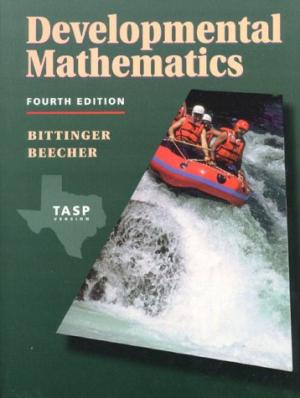 Developmental
Mathematics
FOURTH EDITION
BITTINGER
BEECHER
TASP
VERSION